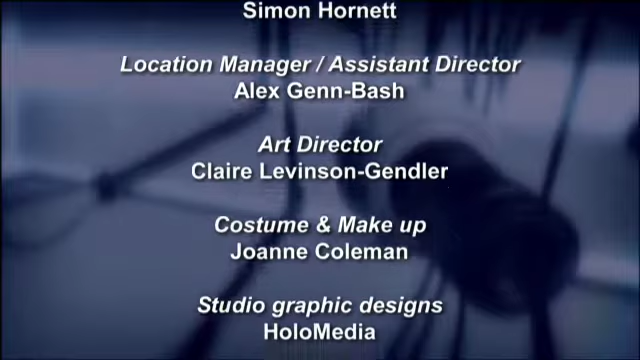 Simon Hornett
Location Manager / Assistant Director
Alex Genn-Bash
Art Director
Claire Levinson-Gendler
Costume & Make up
Joanne Coleman
Studio graphic designs
HoloMedia